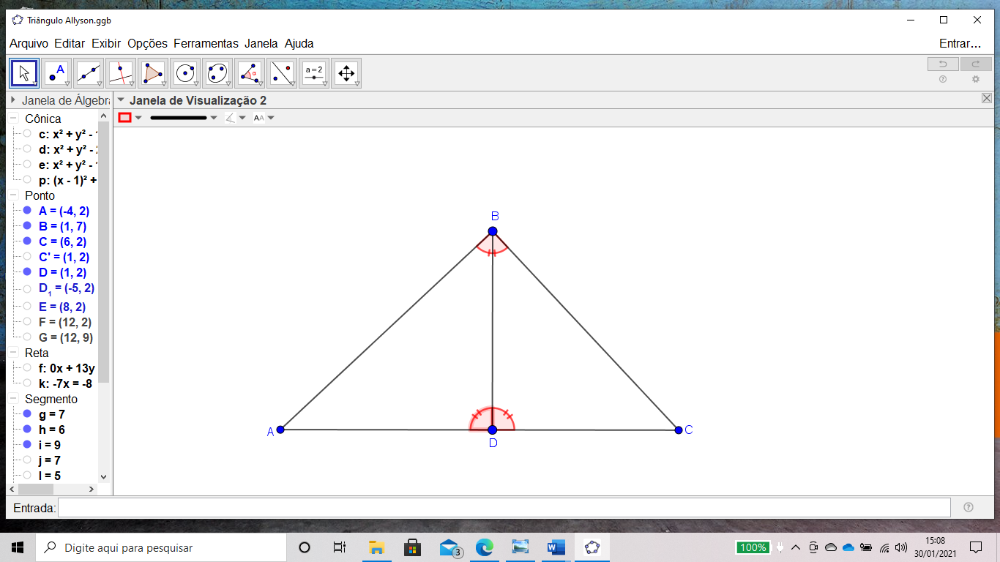 Triângulo Allyson.ggb
Arquivo Editar Exibir Opções Ferramentas Janela Ajuda Entrar...
A
α
a=2
Janela de Álgebra
Janela de Visualização 2
AA
Cônica
c: x² + y² -
d: x² + y² -
e: x² + y² -
p: (x - 1)² +
Ponto
A = (-4, 2)
B = (1, 7)
C = (6, 2)
C' = (1, 2)
D = (1, 2)
D₁ = (-5, 2)
E = (8, 2)
F = (12, 2)
G = (12, 9)
Reta
f: 0x + 13y
k: -7x = -8
Segmento
g = 7
h = 6
i = 9
j = 7
l = 5
B
A
D
C
Entrada:
Digite aqui para pesquisar
3
W
100%
15:08
30/01/2021